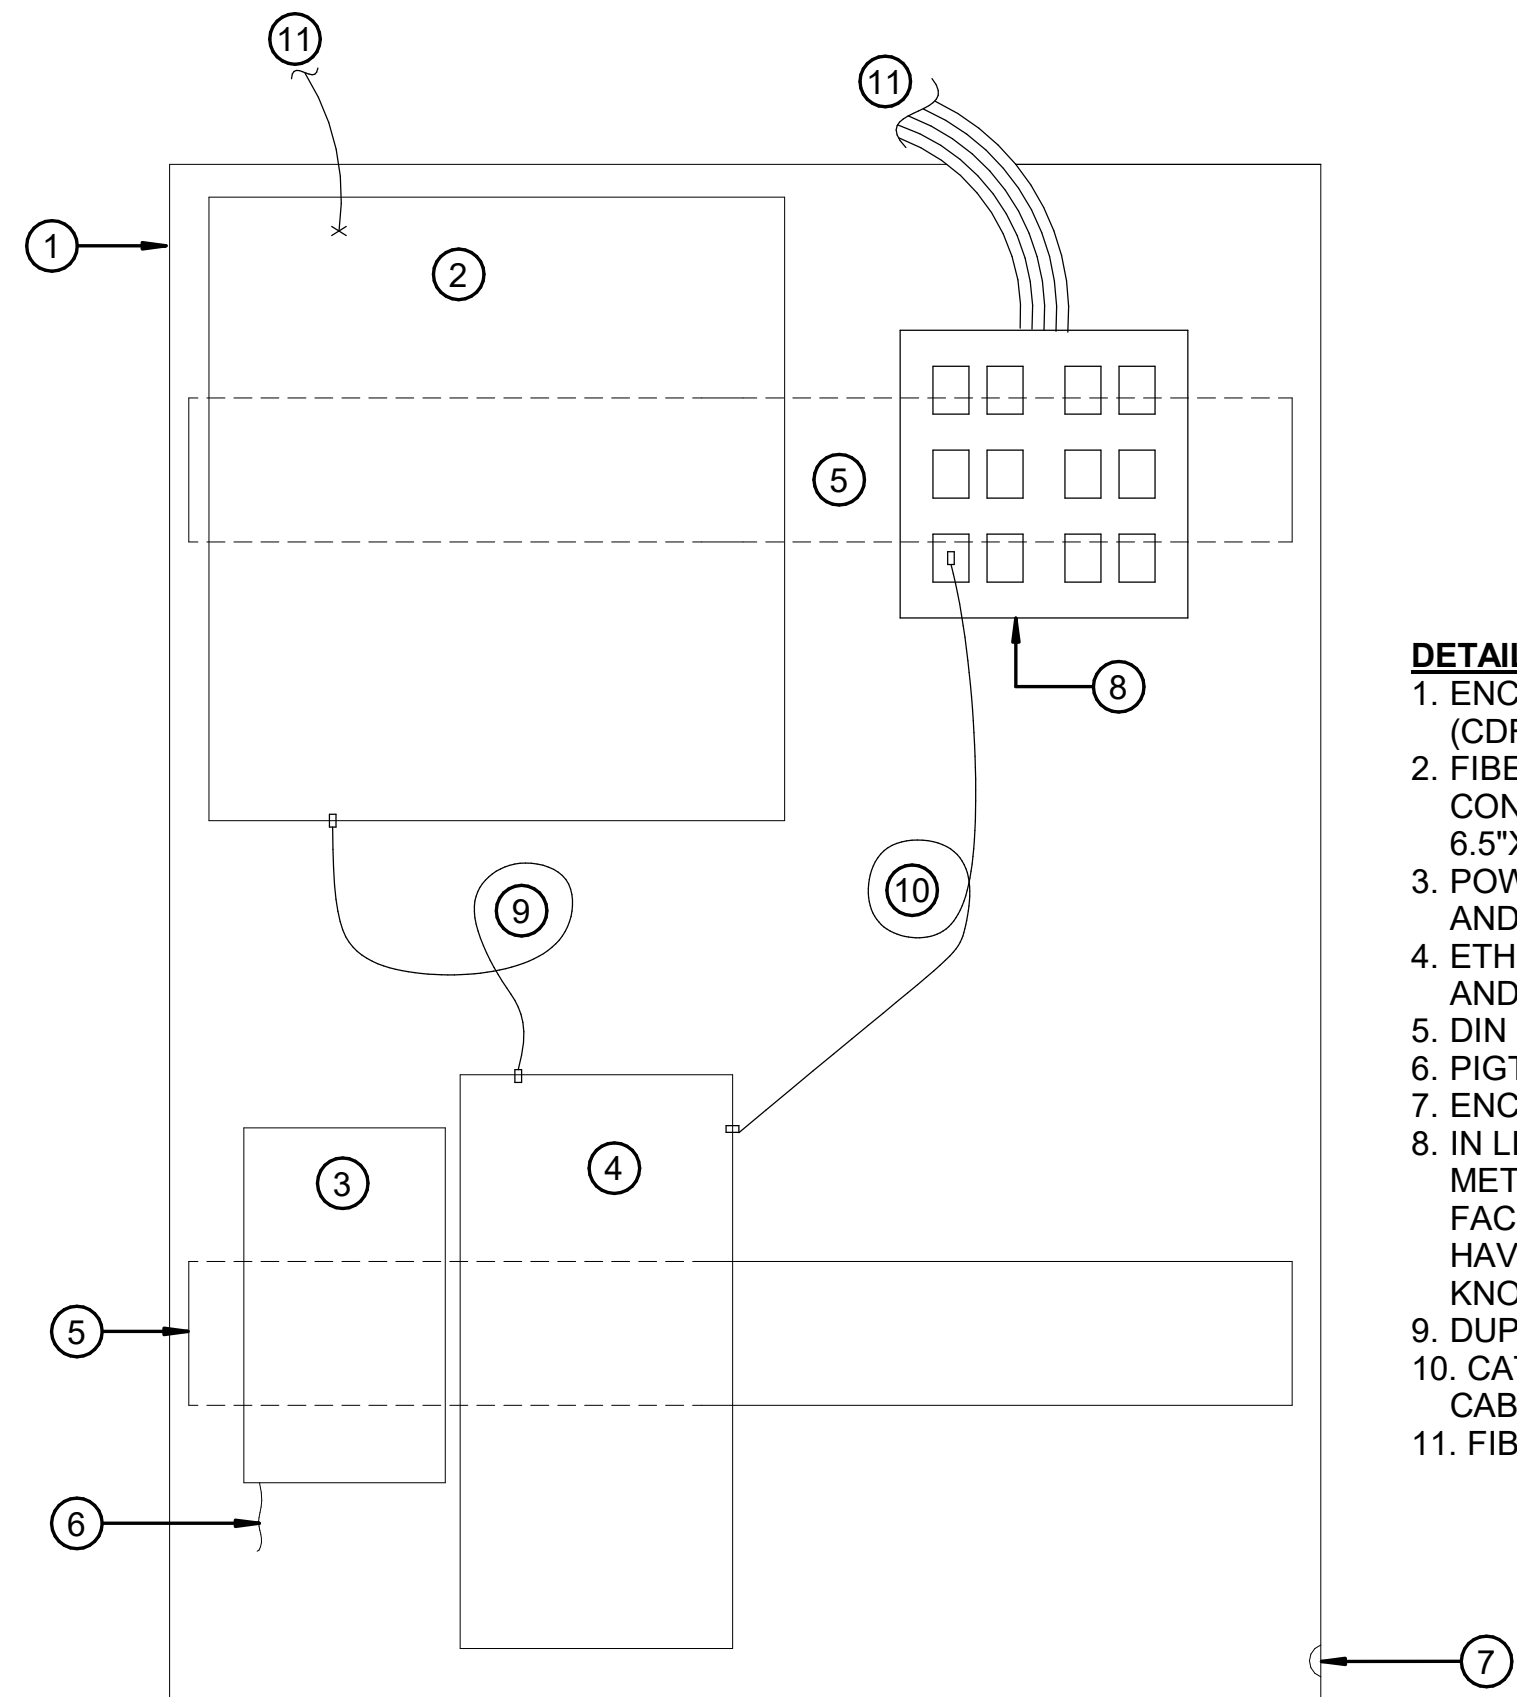 11
11
1
2
5
8
9
10
3
4
5
6
7
DETAIL
1. ENC
(CDF
2. FIBE
CON
6.5"X
3. POW
AND
4. ETH
AND
5. DIN
6. PIGT
7. ENC
8. IN LI
MET
FAC
HAV
KNO
9. DUP
10. CAT
CAB
11. FIB